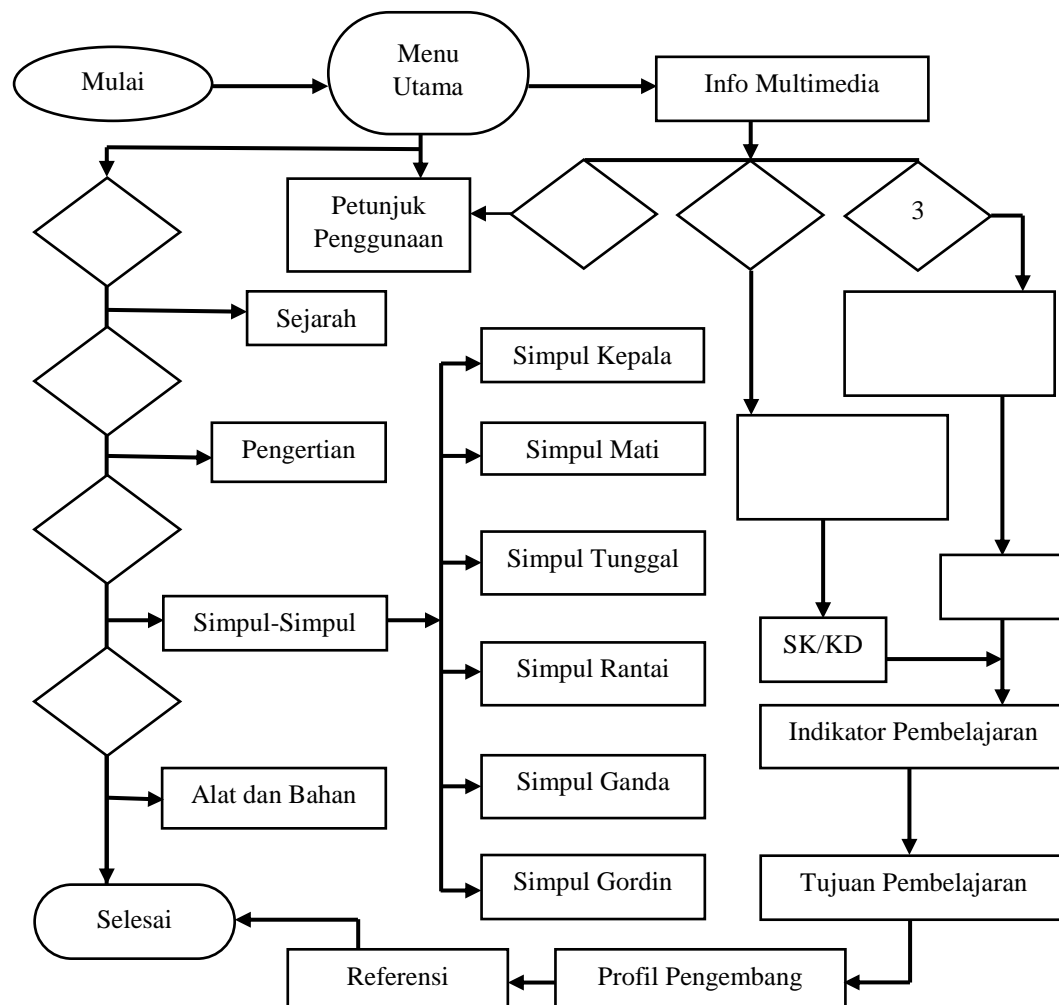 Mulai
Menu
Utama
Info Multimedia
Petunjuk
Penggunaan
3
Sejarah
Simpul Kepala
Pengertian
Simpul Mati
Simpul Tunggal
Simpul-Simpul
SK/KD
Simpul Rantai
Indikator Pembelajaran
Alat dan Bahan
Simpul Ganda
Simpul Gordin
Tujuan Pembelajaran
Selesai
Referensi
Profil Pengembang